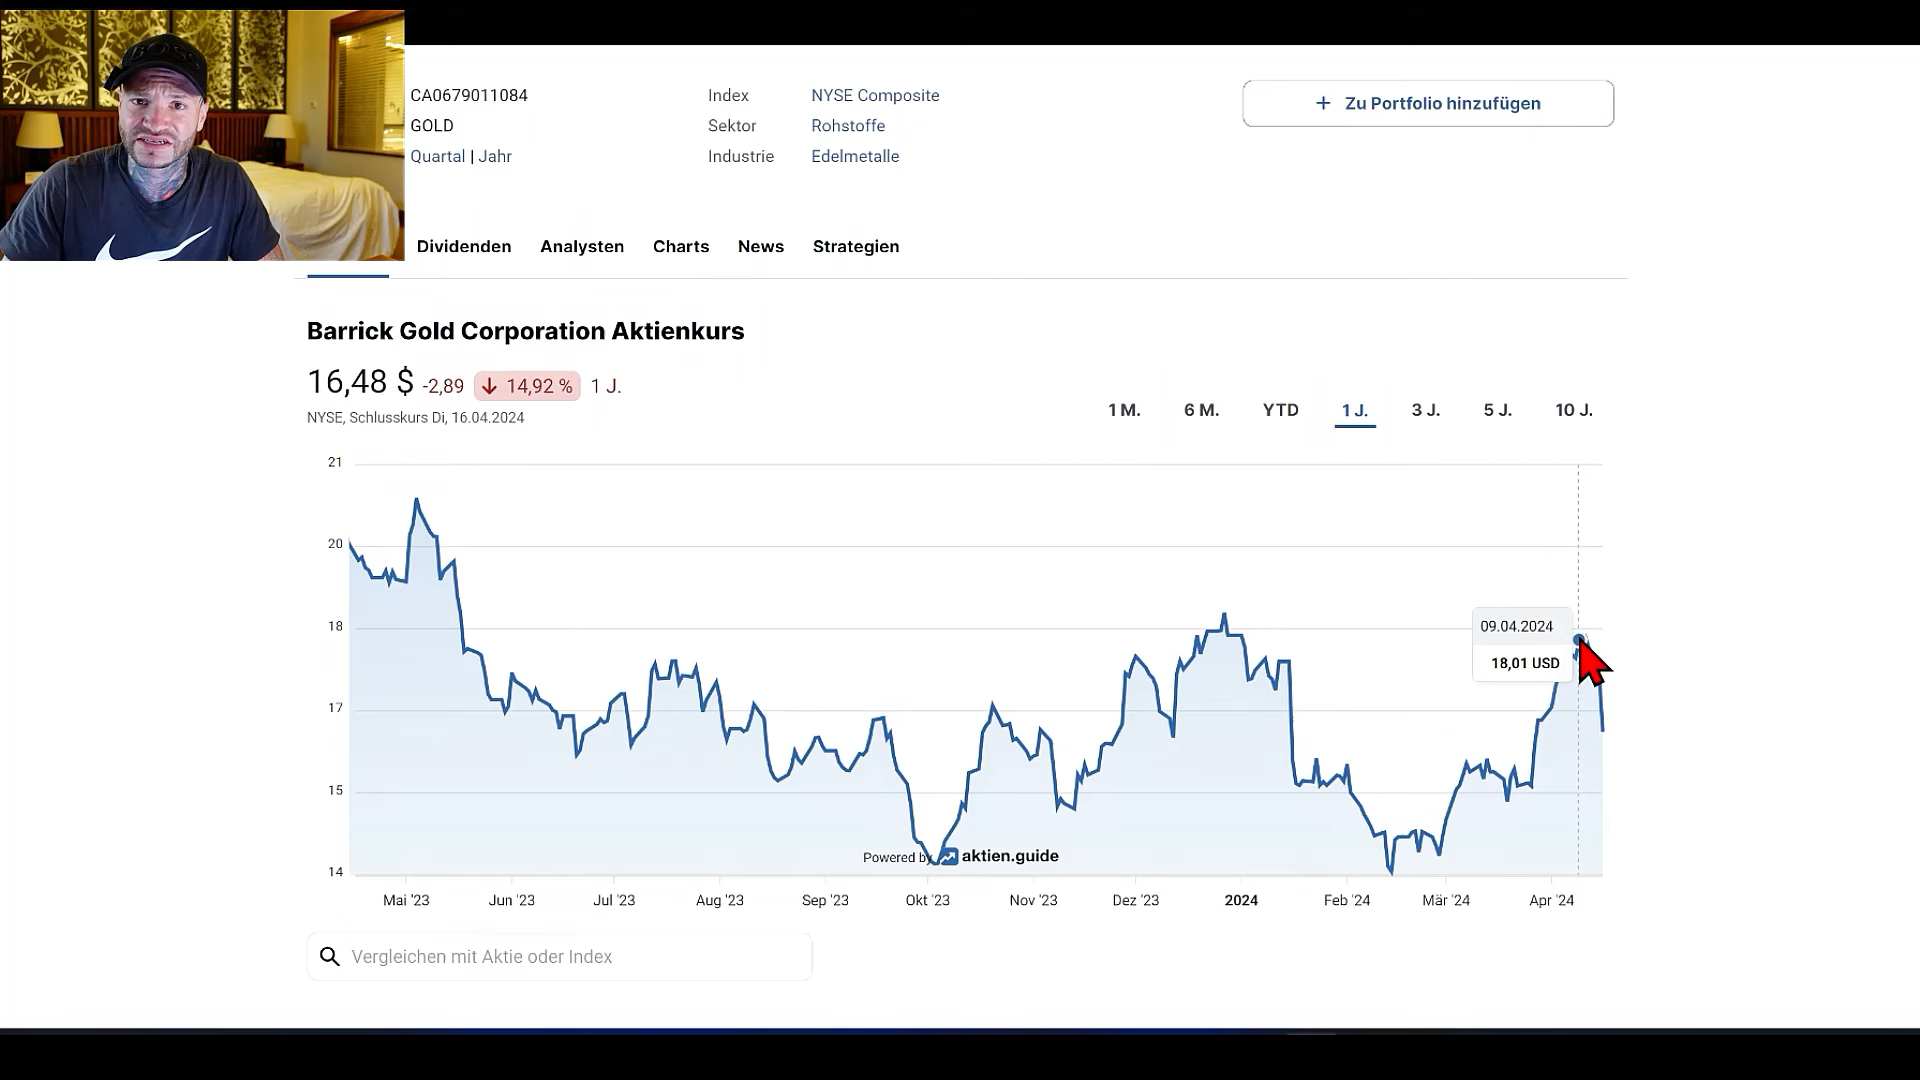 BOSS
CA0679011084
GOLD
Quartal | Jahr
Index NYSE Composite
Sektor Rohstoffe
Industrie Edelmetalle
+ Zu Portfolio hinzufügen
Dividenden Analysten Charts News Strategien
Barrick Gold Corporation Aktienkurs
16,48 $ -2,89 ↓ 14,92 % 1 J.
NYSE, Schlusskurs Di, 16.04.2024
1 M. 6 M. YTD 1 J. 3 J. 5 J. 10 J.
21
20
18
17
15
14
09.04.2024
18,01 USD
Powered by aktien.guide
Mai '23 Jun '23 Jul '23 Aug '23 Sep '23 Okt '23 Nov '23 Dez '23 2024 Feb '24 Mär '24 Apr '24
Vergleichen mit Aktie oder Index